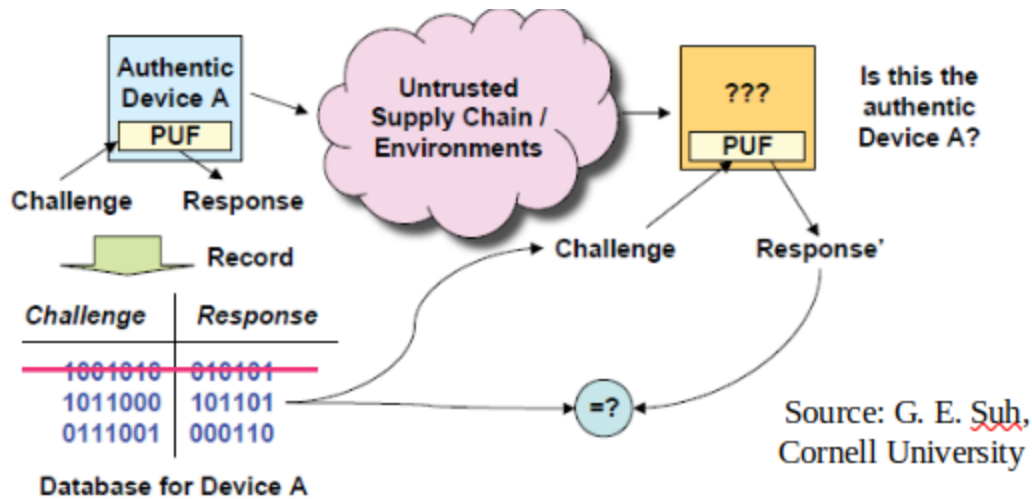 Authentic
Device A
PUF
Challenge
Response
Record
Untrusted
Supply Chain /
Environments
???
PUF
Is this the
authentic
Device A?
Challenge
Response'
Challenge Response
1001010 010101
1011000 101101
0111001 000110
Database for Device A
=?
Source: G. E. Suh,
Cornell University